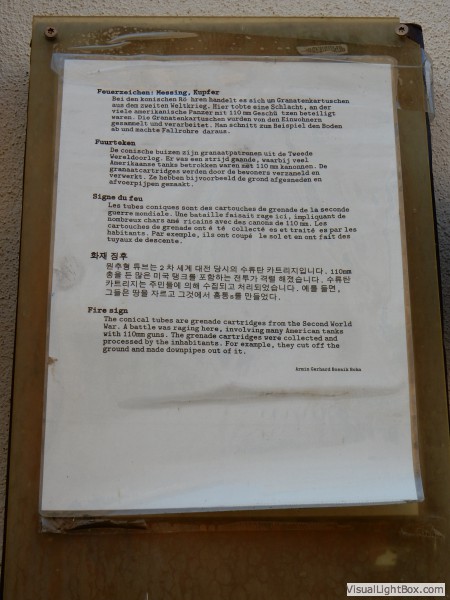 Feuerzeichen: Messing, Kupfer
Bei den konischen Rö hren handelt es sich um Granatenkartuschen
aus dem zweiten Weltkrieg. Hier tobte eine Schlacht, an der
viele amerikanische Panzer mit 110 mm Geschü tzen beteiligt
waren. Die Granatenkartuschen wurden von den Einwohnern
gesammelt und verarbeitet. Man schnitt zum Beispiel den Boden
ab und machte Fallrohre daraus.
Fuurteken
De conische buizen zijn granaatpatronen uit de Tweede
Wereldoorlog. Er was een strijd gaande, waarbij veel
Amerikaanse tanks betrokken waren met 110 mm kanonnen. De
granaatcartridges werden door de bewoners verzameld en
verwerkt. Ze hebben bijvoorbeeld de grond afgesneden en
afvoerpijpen gemaakt.
Signe du feu
Les tubes coniques sont des cartouches de grenade de la seconde
guerre mondiale. Une bataille faisait rage ici, impliquant de
nombreux chars amé ricains avec des canons de 110 mm. Les
cartouches de grenade ont é té collecté es et traité es par les
habitants. Par exemple, ils ont coupé le sol et en ont fait des
tuyaux de descente.
화재 징후
원추형 튜브는 2 차 세계 대전 당시의 수류탄 카트리지입니다. 110mm
총을 든 많은 미국 탱크를 포함하는 전투가 격렬 해졌습니다. 수류탄
카트리지는 주민들에 의해 수집되고 처리되었습니다. 예를 들면,
그들은 땅을 자르고 그것에서 홈통을 만들었다.
Fire sign
The conical tubes are grenade cartridges from the Second World
War. A battle was raging here, involving many American tanks
with 110mm guns. The grenade cartridges were collected and
processed by the inhabitants. For example, they cut off the
ground and made downpipes out of it.
Armin Gerhard
VisualLightBox.com